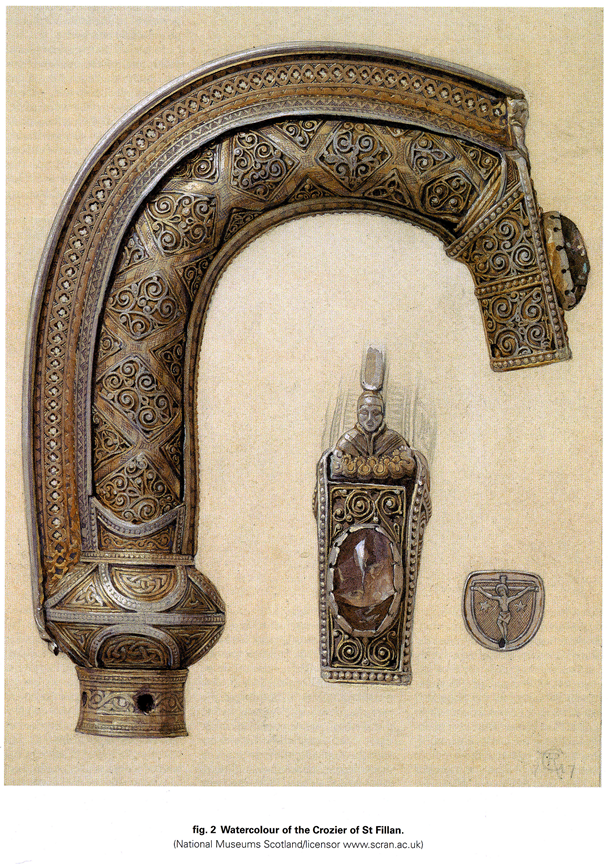 fig. 2 Watercolour of the Crozier of St Fillan.
(National Museums Scotland/licensor www.scran.ac.uk)